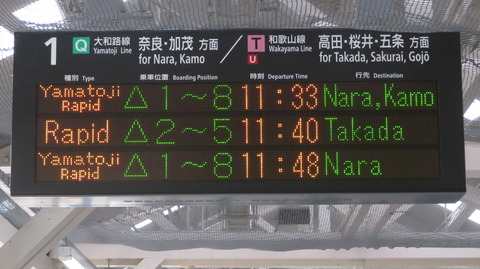 1 Q 大和路線 Yamatoji Line 奈良・加茂 方面 for Nara, Kamo / T U 和歌山線 Wakayama Line 高田・桜井・五条 方面 for Takada, Sakurai, Gojō
種別 Type 乗車位置 Boarding Position 時刻 Departure Time 行先 Destination
Yamatoji Rapid △ 1～8 11:33 Nara, Kamo
Rapid △ 2～5 11:40 Takada
Yamatoji Rapid △ 1～8 11:48 Nara